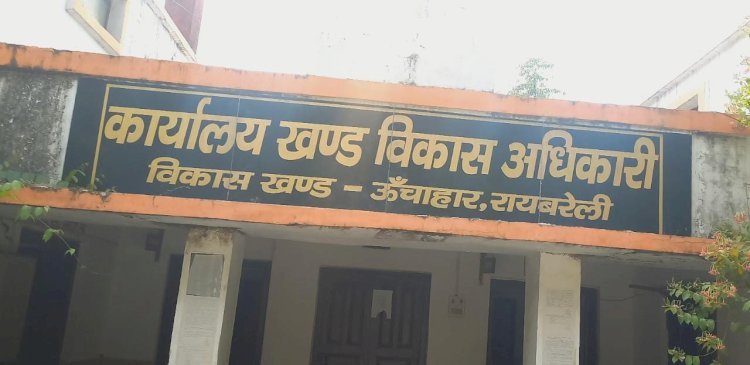 कार्यालय खण्ड विकास अधिकारी
विकास खण्ड - ऊँचाहार, रायबरेली